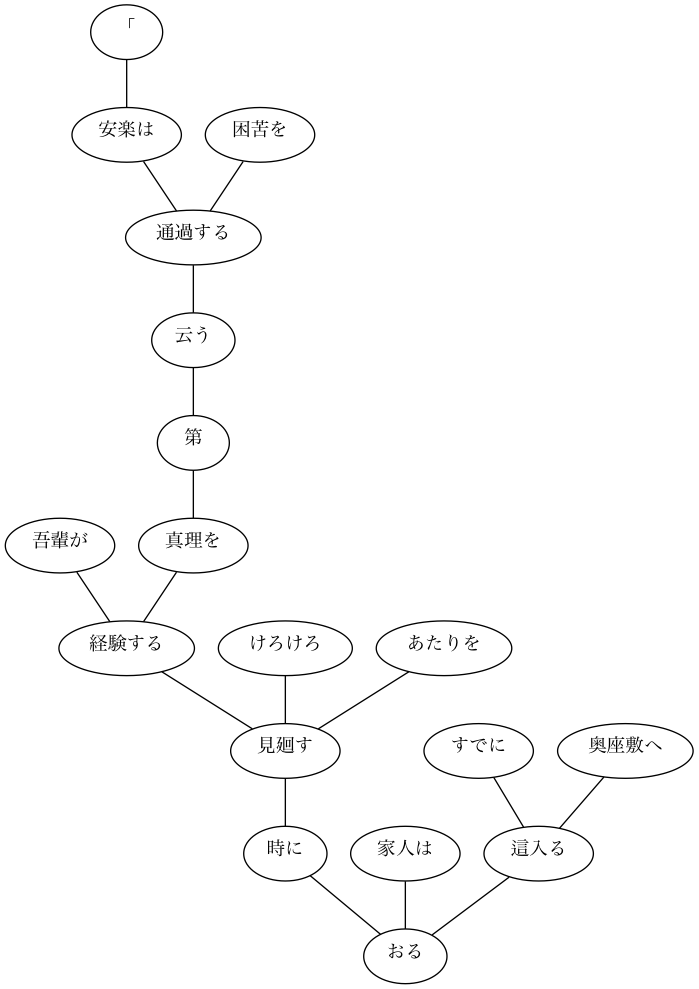 「
安楽は
困苦を
通過する
云う
第
吾輩が
真理を
経験する
けろけろ
あたりを
見廻す
すでに
奥座敷へ
時に
家人は
這入る
おる